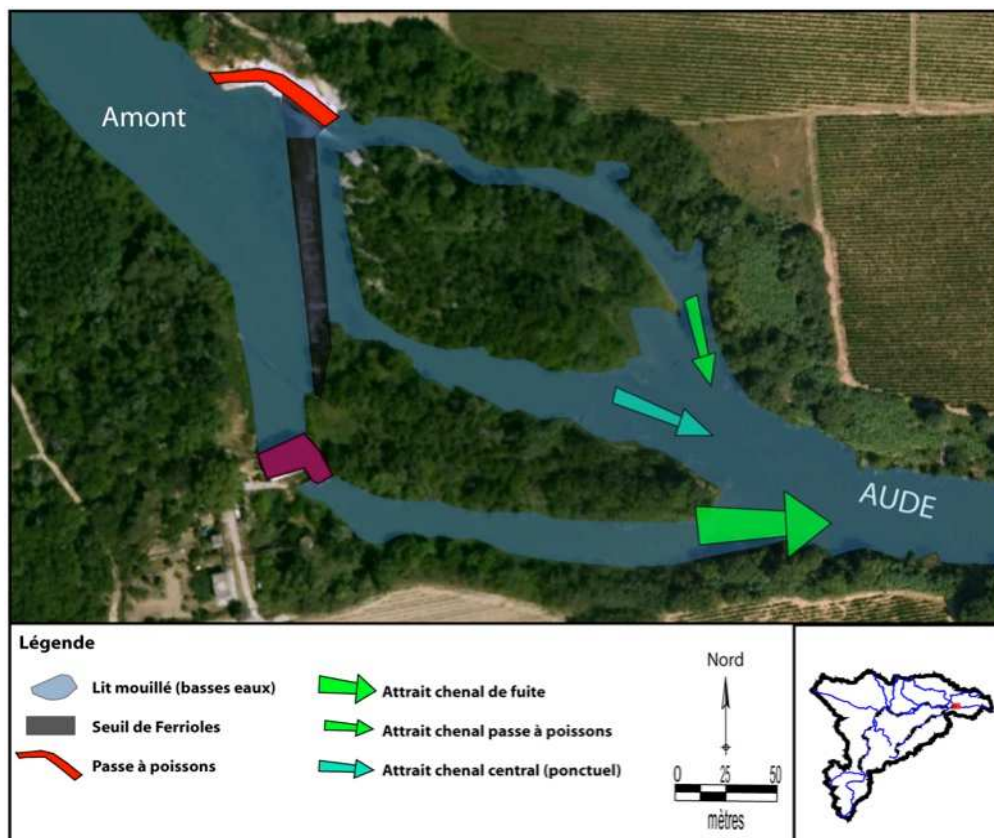 Amont
AUDE
Légende
Lit mouillé (basses eaux)
Seuil de Ferrioles
Passe à poissons
Attrait chenal de fuite
Attrait chenal passe à poissons
Attrait chenal central (ponctuel)
Nord
0 25 50
mètres